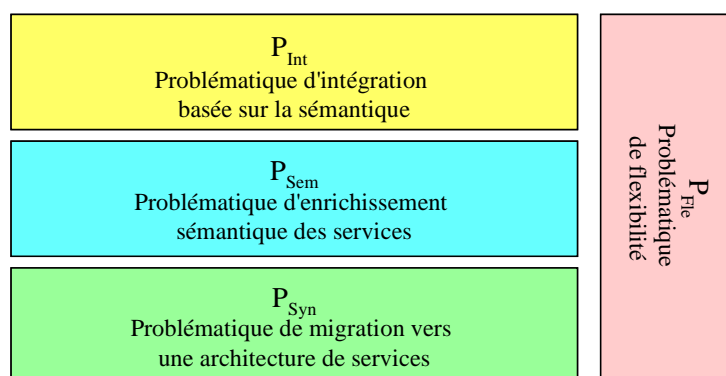 P_Int
Problématique d'intégration
basée sur la sémantique
P_Sem
Problématique d'enrichissement
sémantique des services
P_Syn
Problématique de migration vers
une architecture de services
P_Fle
Problématique
de flexibilité